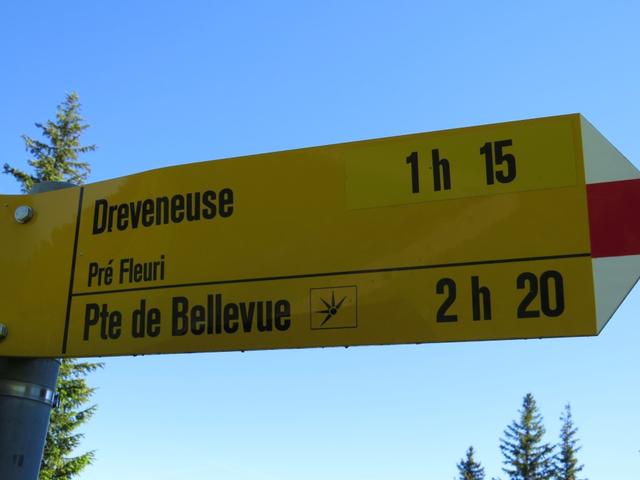 Dreveneuse 1 h 15
Pré Fleuri
Pte de Bellevue 2 h 20